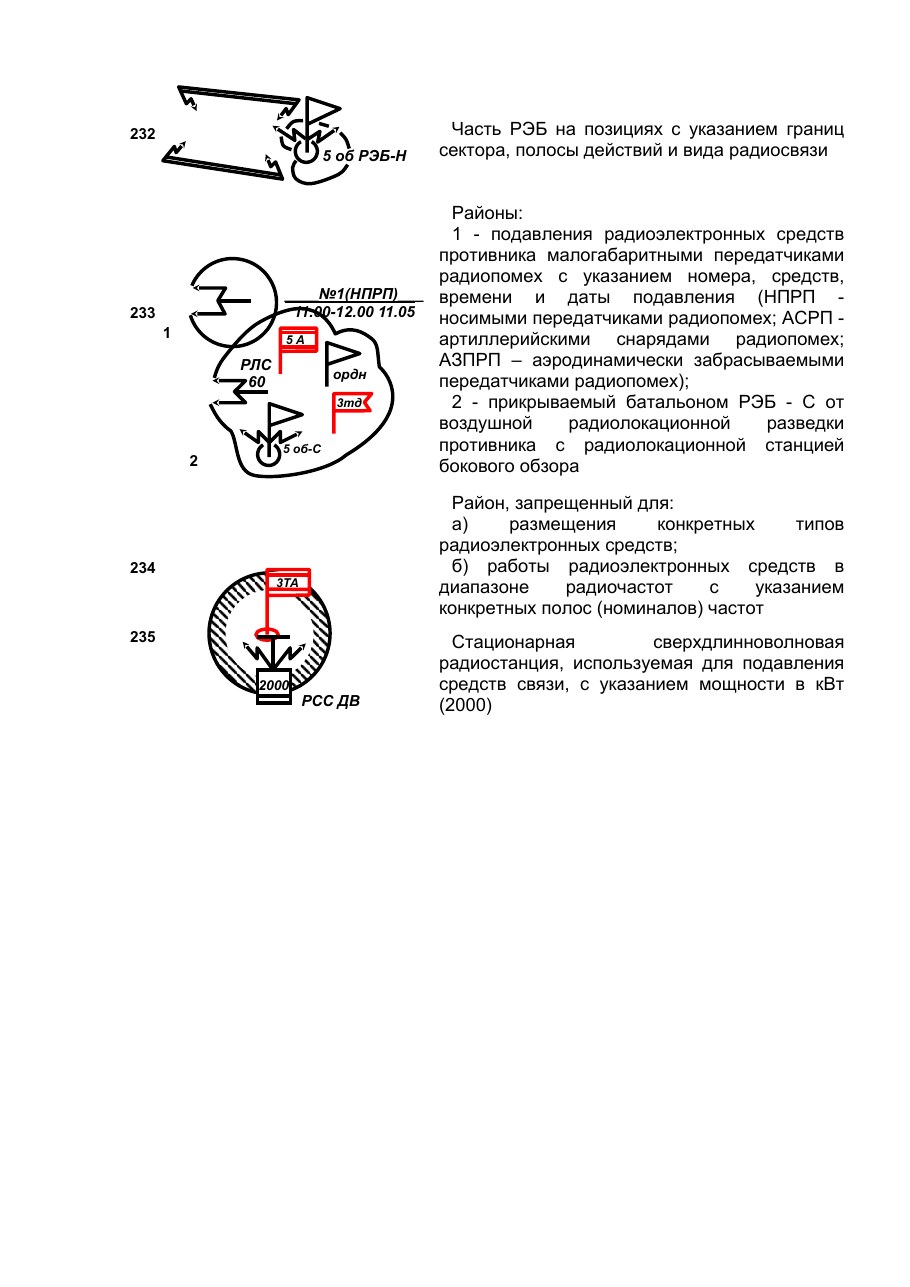 232
5 об РЭБ-Н
Часть РЭБ на позициях с указанием границ
сектора, полосы действий и вида радиосвязи
Районы:
1 - подавления радиоэлектронных средств
противника малогабаритными передатчиками
радиопомех с указанием номера, средств,
времени и даты подавления (НПРП -
носимыми передатчиками радиопомех; АСРП -
артиллерийскими снарядами радиопомех;
АЗПРП – аэродинамически забрасываемыми
передатчиками радиопомех);
2 - прикрываемый батальоном РЭБ - С от
воздушной радиолокационной разведки
противника с радиолокационной станцией
бокового обзора
233
1
№1(НПРП)
11.00-12.00 11.05
5 А
РЛС
60
ордн
3тд
5 об-С
2
Район, запрещенный для:
а) размещения конкретных типов
радиоэлектронных средств;
б) работы радиоэлектронных средств в
диапазоне радиочастот с указанием
конкретных полос (номиналов) частот
234
3ТА
235
Стационарная сверхдлинноволновая
радиостанция, используемая для подавления
средств связи, с указанием мощности в кВт
(2000)
2000
РСС ДВ